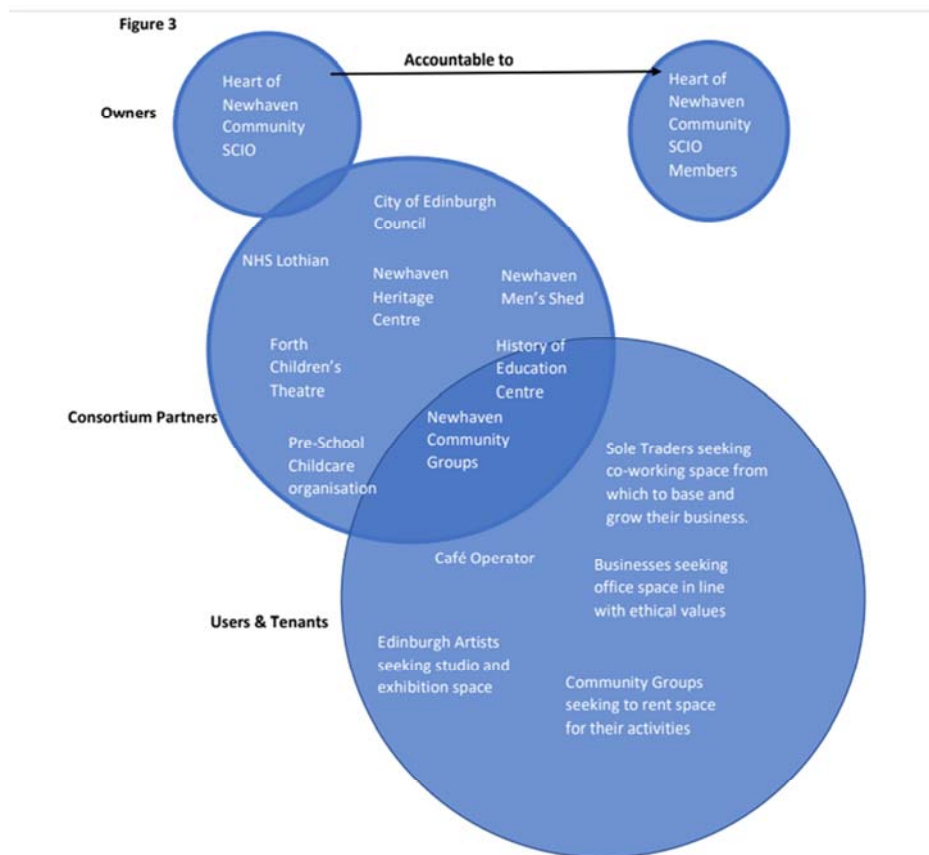 Figure 3
Accountable to
Owners
Heart of
Newhaven
Community
SCIO
Heart of
Newhaven
Community
SCIO
Members
City of Edinburgh
Council
NHS Lothian
Newhaven
Heritage
Centre
Newhaven
Men's Shed
Forth
Children's
Theatre
History of
Education
Centre
Consortium Partners
Newhaven
Community
Groups
Pre-School
Childcare
organisation
Sole Traders seeking
co-working space from
which to base and
grow their business.
Café Operator
Businesses seeking
office space in line
with ethical values
Users & Tenants
Edinburgh Artists
seeking studio and
exhibition space
Community Groups
seeking to rent space
for their activities